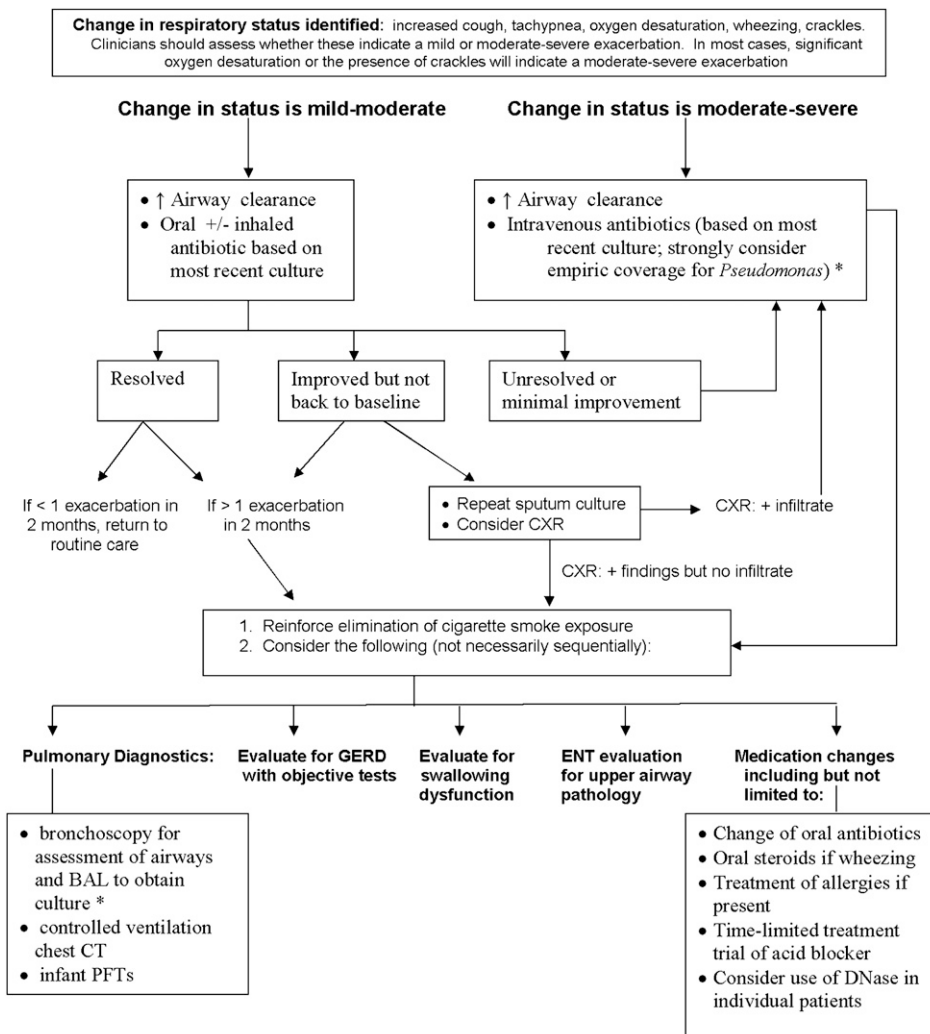 Change in respiratory status identified: increased cough, tachypnea, oxygen desaturation, wheezing, crackles.
Clinicians should assess whether these indicate a mild or moderate-severe exacerbation. In most cases, significant
oxygen desaturation or the presence of crackles will indicate a moderate-severe exacerbation
Change in status is mild-moderate
Change in status is moderate-severe
• ↑ Airway clearance
• Oral +/- inhaled
antibiotic based on
most recent culture
• ↑ Airway clearance
• Intravenous antibiotics (based on most
recent culture; strongly consider
empiric coverage for Pseudomonas) *
Resolved
Improved but not
back to baseline
Unresolved or
minimal improvement
If < 1 exacerbation in
2 months, return to
routine care
If > 1 exacerbation
in 2 months
• Repeat sputum culture
• Consider CXR
CXR: + infiltrate
CXR: + findings but no infiltrate
1. Reinforce elimination of cigarette smoke exposure
2. Consider the following (not necessarily sequentially):
Pulmonary Diagnostics:
Evaluate for GERD
with objective tests
Evaluate for
swallowing
dysfunction
ENT evaluation
for upper airway
pathology
Medication changes
including but not
limited to:
• bronchoscopy for
assessment of airways
and BAL to obtain
culture *
• controlled ventilation
chest CT
• infant PFTs
• Change of oral antibiotics
• Oral steroids if wheezing
• Treatment of allergies if
present
• Time-limited treatment
trial of acid blocker
• Consider use of DNase in
individual patients